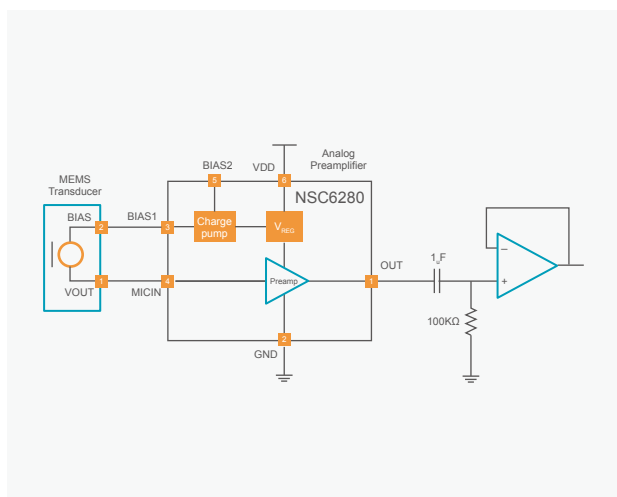 Analog
Preamplifier
BIAS2
VDD
MEMS
Transducer
5
6
NSC6280
BIAS
2
BIAS1
3
Charge
pump
VREG
1
VOUT
MICIN
4
Preamp
OUT
1
1uF
100KΩ
–
+
2
GND